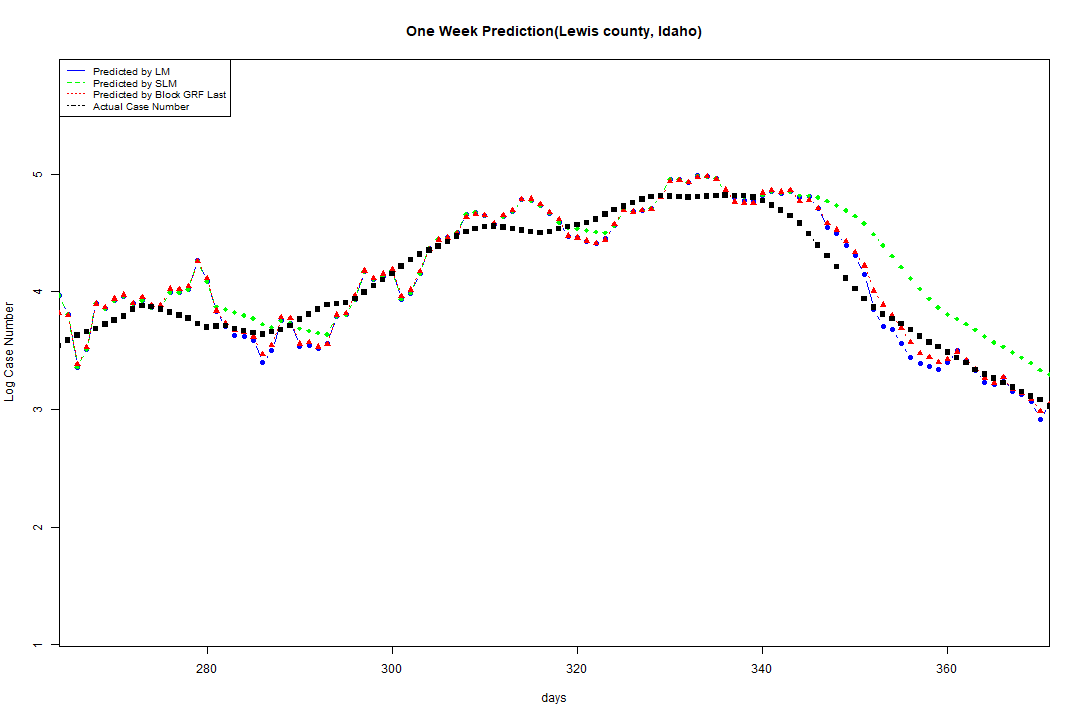 One Week Prediction(Lewis county, Idaho)
Predicted by LM
Predicted by SLM
Predicted by Block GRF Last
Actual Case Number
5
4
3
2
1
Log Case Number
280 300 320 340 360
days